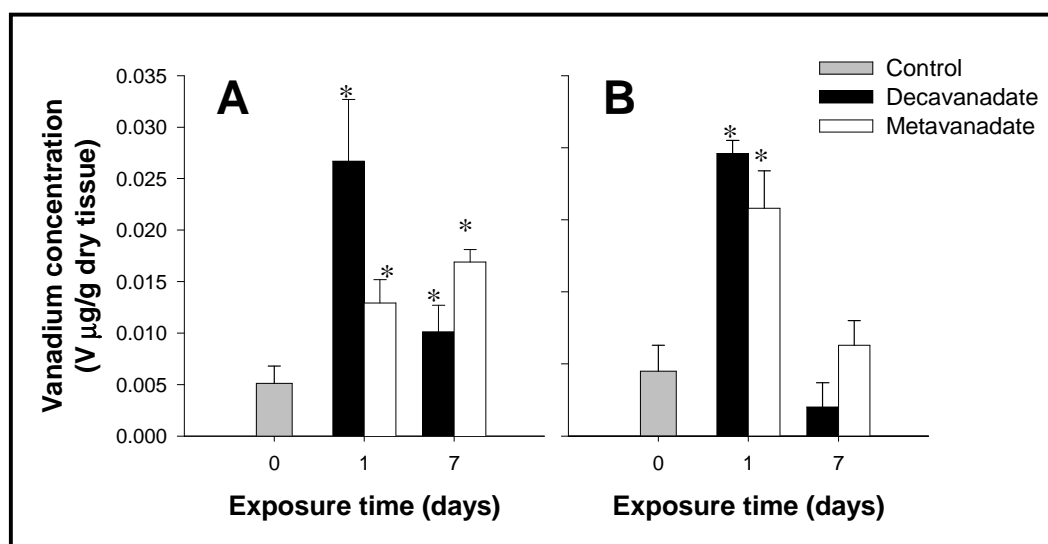 Vanadium concentration
(V μg/g dry tissue)
0.035
0.030
0.025
0.020
0.015
0.010
0.005
0.000
A
*
*
*
*
0
1
7
Exposure time (days)
B
*
*
0
1
7
Exposure time (days)
Control
Decavanadate
Metavanadate